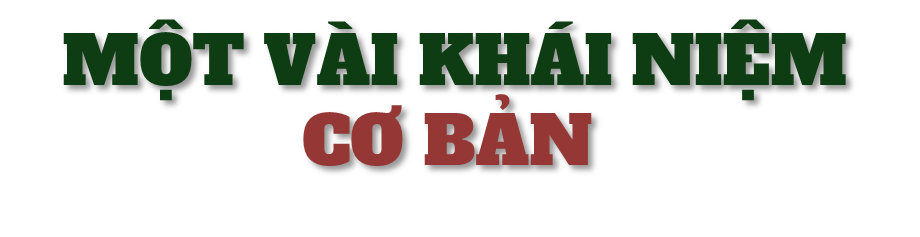 MỘT VÀI KHÁI NIỆM
CƠ BẢN